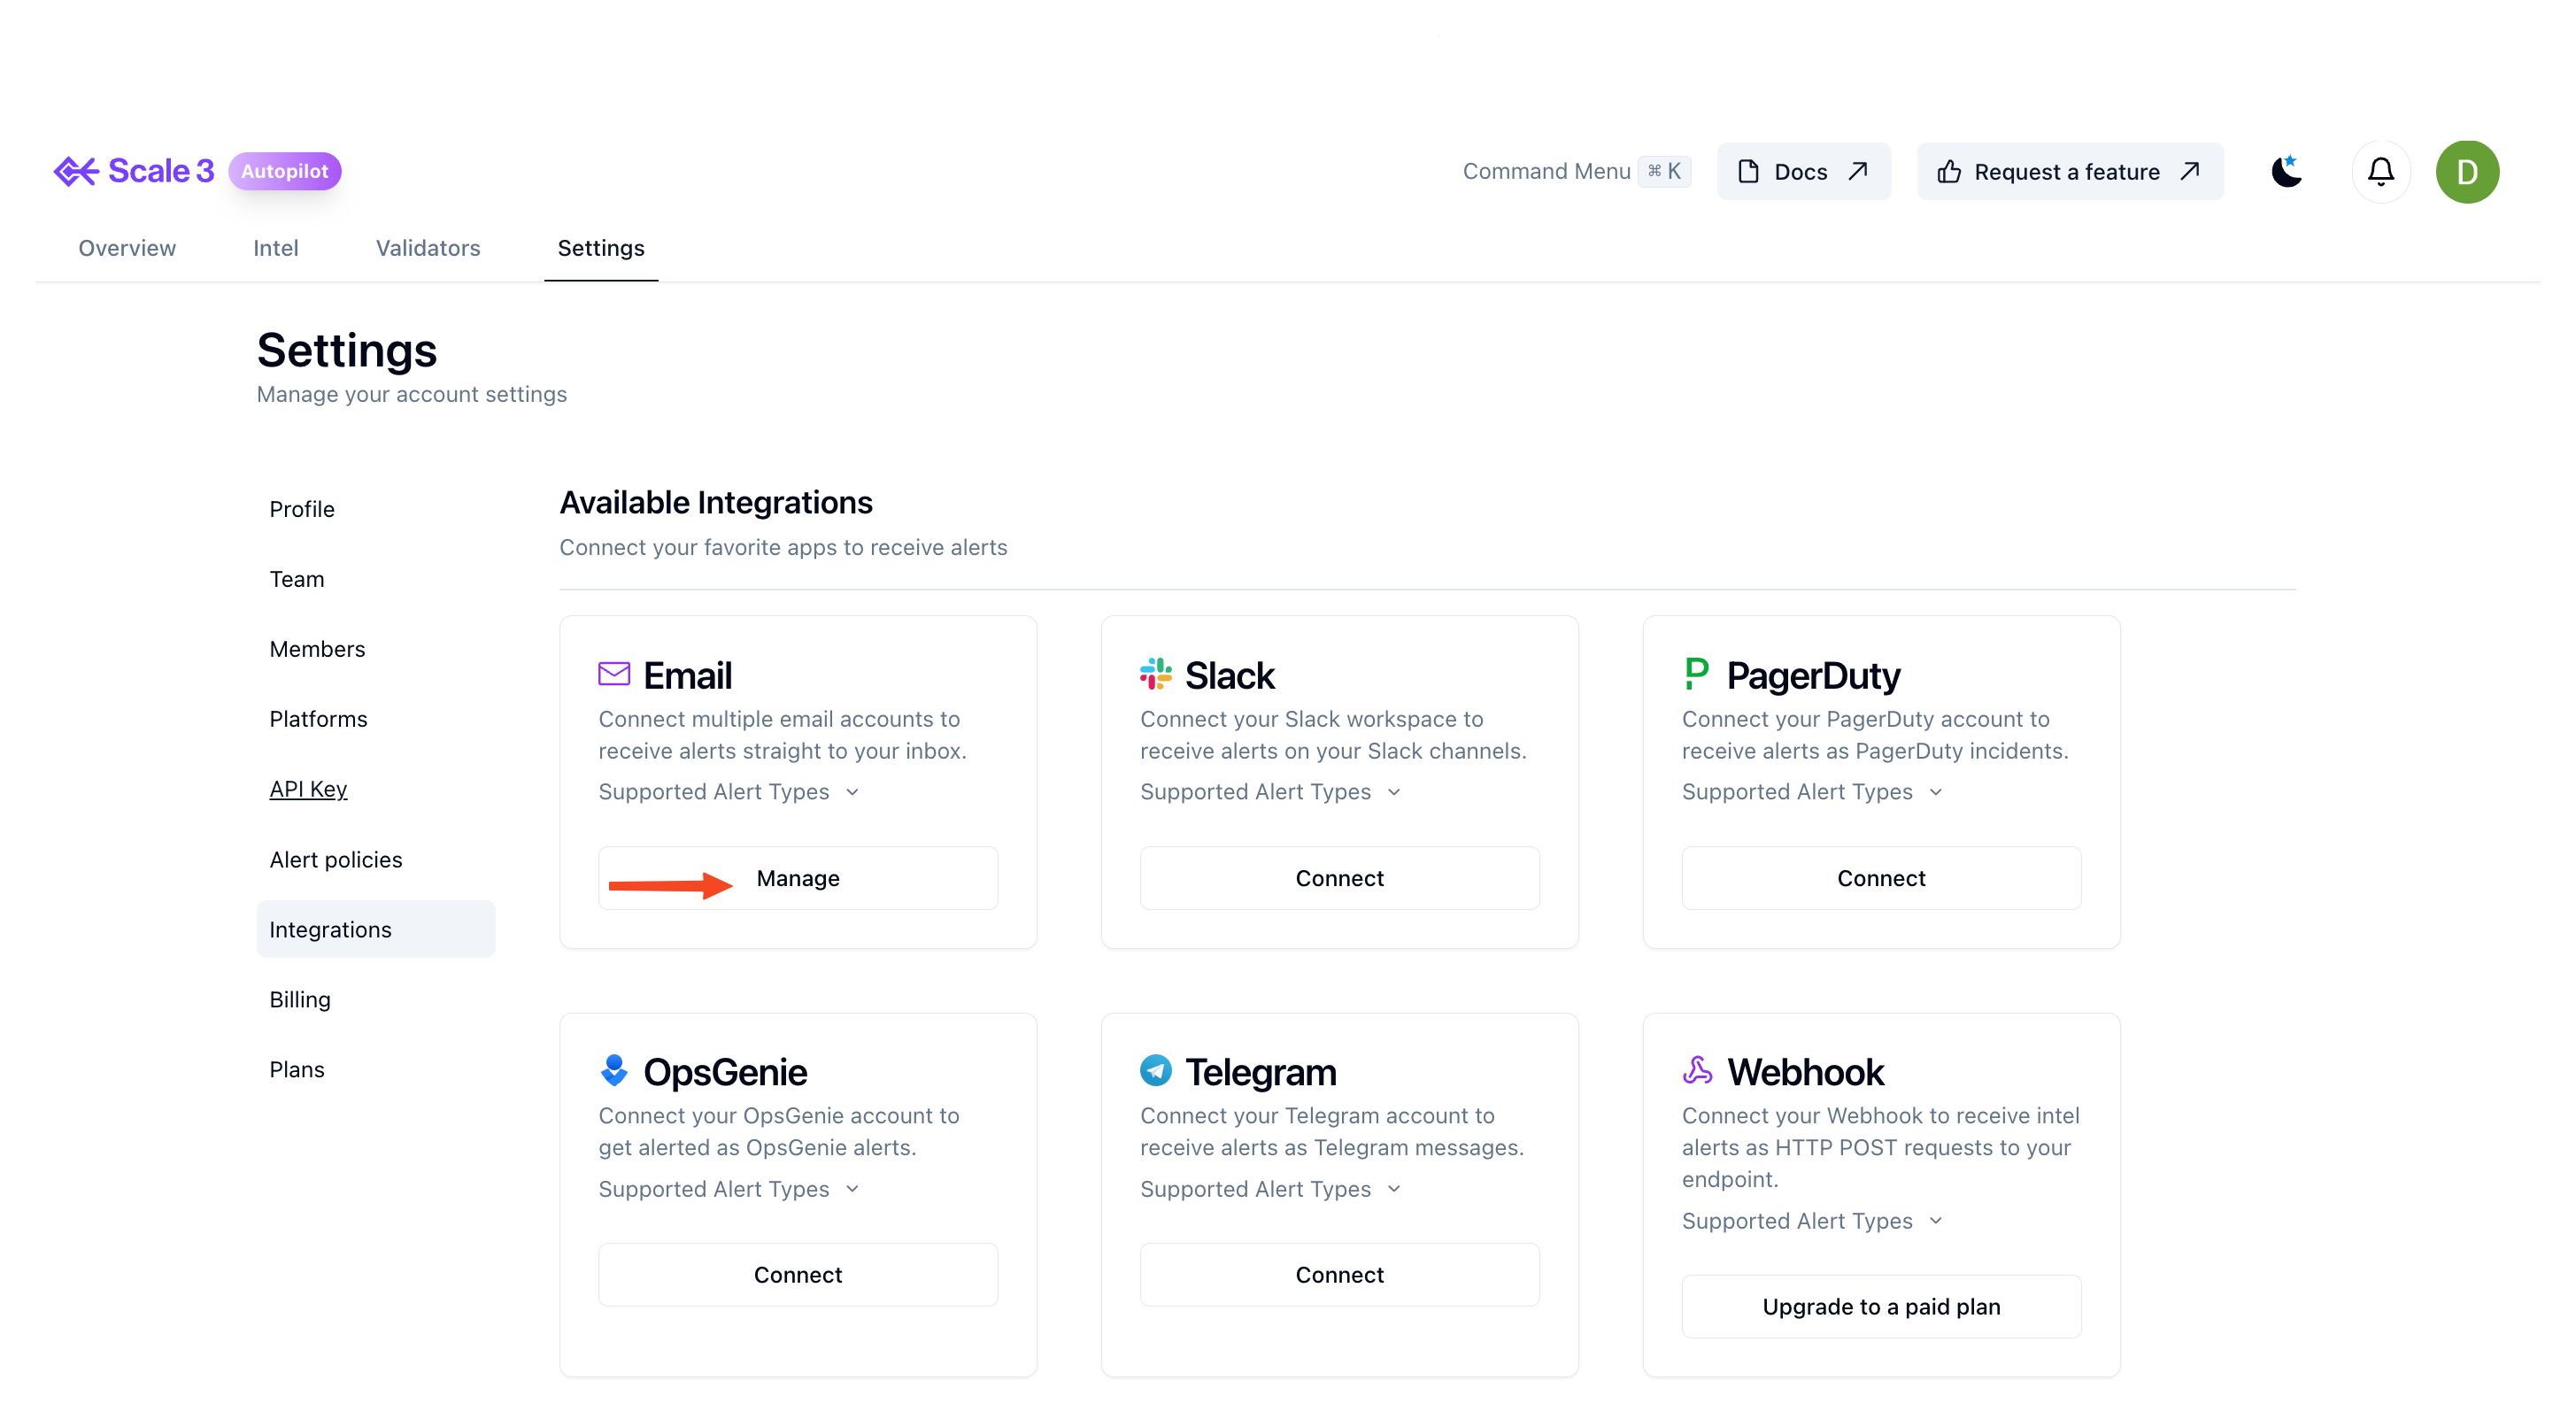 Scale 3 Autopilot
Command Menu ⌘ K
Docs
Request a feature
D
Overview
Intel
Validators
Settings
Settings
Manage your account settings
Profile
Team
Members
Platforms
API Key
Alert policies
Integrations
Billing
Plans
Available Integrations
Connect your favorite apps to receive alerts
Email
Connect multiple email accounts to
receive alerts straight to your inbox.
Supported Alert Types
Manage
Slack
Connect your Slack workspace to
receive alerts on your Slack channels.
Supported Alert Types
Connect
PagerDuty
Connect your PagerDuty account to
receive alerts as PagerDuty incidents.
Supported Alert Types
Connect
OpsGenie
Connect your OpsGenie account to
get alerted as OpsGenie alerts.
Supported Alert Types
Connect
Telegram
Connect your Telegram account to
receive alerts as Telegram messages.
Supported Alert Types
Connect
Webhook
Connect your Webhook to receive intel
alerts as HTTP POST requests to your
endpoint.
Supported Alert Types
Upgrade to a paid plan